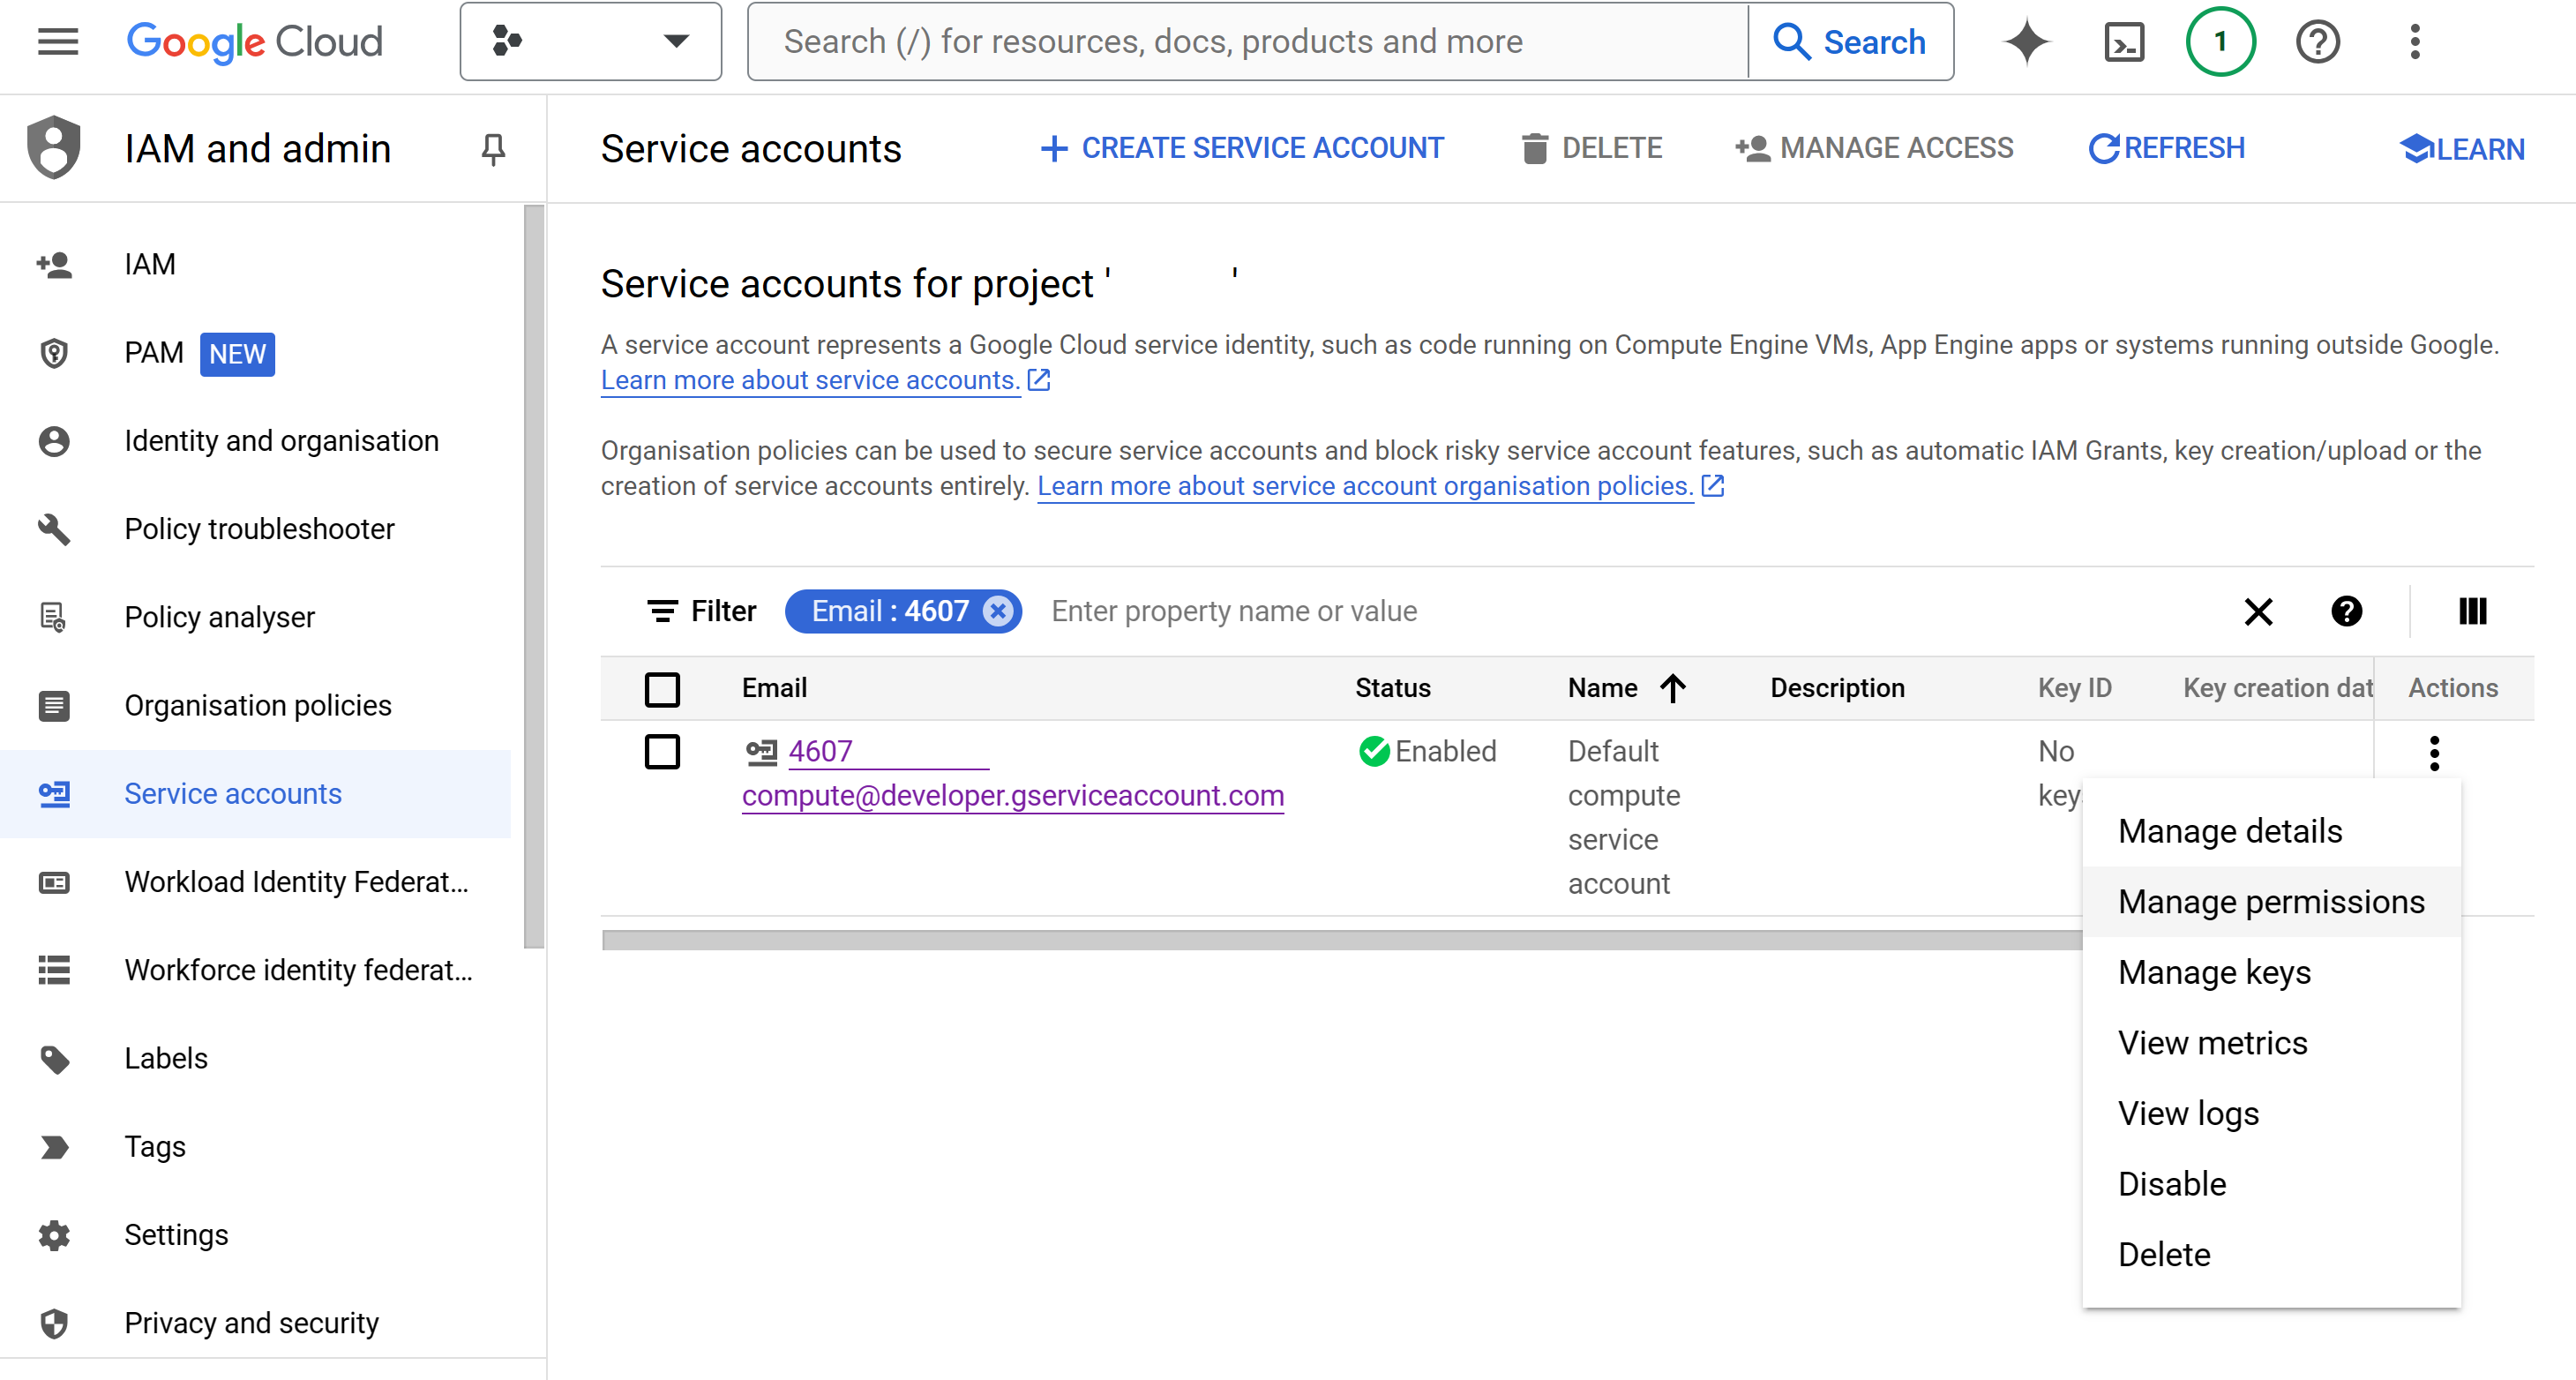 Google Cloud
Search (/) for resources, docs, products and more
Search
1
IAM and admin
Service accounts
CREATE SERVICE ACCOUNT
DELETE
MANAGE ACCESS
REFRESH
LEARN
IAM
PAM NEW
Identity and organisation
Policy troubleshooter
Policy analyser
Organisation policies
Service accounts
Workload Identity Federat...
Workforce identity federat...
Labels
Tags
Settings
Privacy and security
Service accounts for project ' '
A service account represents a Google Cloud service identity, such as code running on Compute Engine VMs, App Engine apps or systems running outside Google.
Learn more about service accounts.
Organisation policies can be used to secure service accounts and block risky service account features, such as automatic IAM Grants, key creation/upload or the
creation of service accounts entirely. Learn more about service account organisation policies.
Filter
Email : 4607
Enter property name or value
Email
Status
Name
Description
Key ID
Key creation dat
Actions
4607
compute@developer.gserviceaccount.com
Enabled
Default
compute
service
account
No
key
Manage details
Manage permissions
Manage keys
View metrics
View logs
Disable
Delete